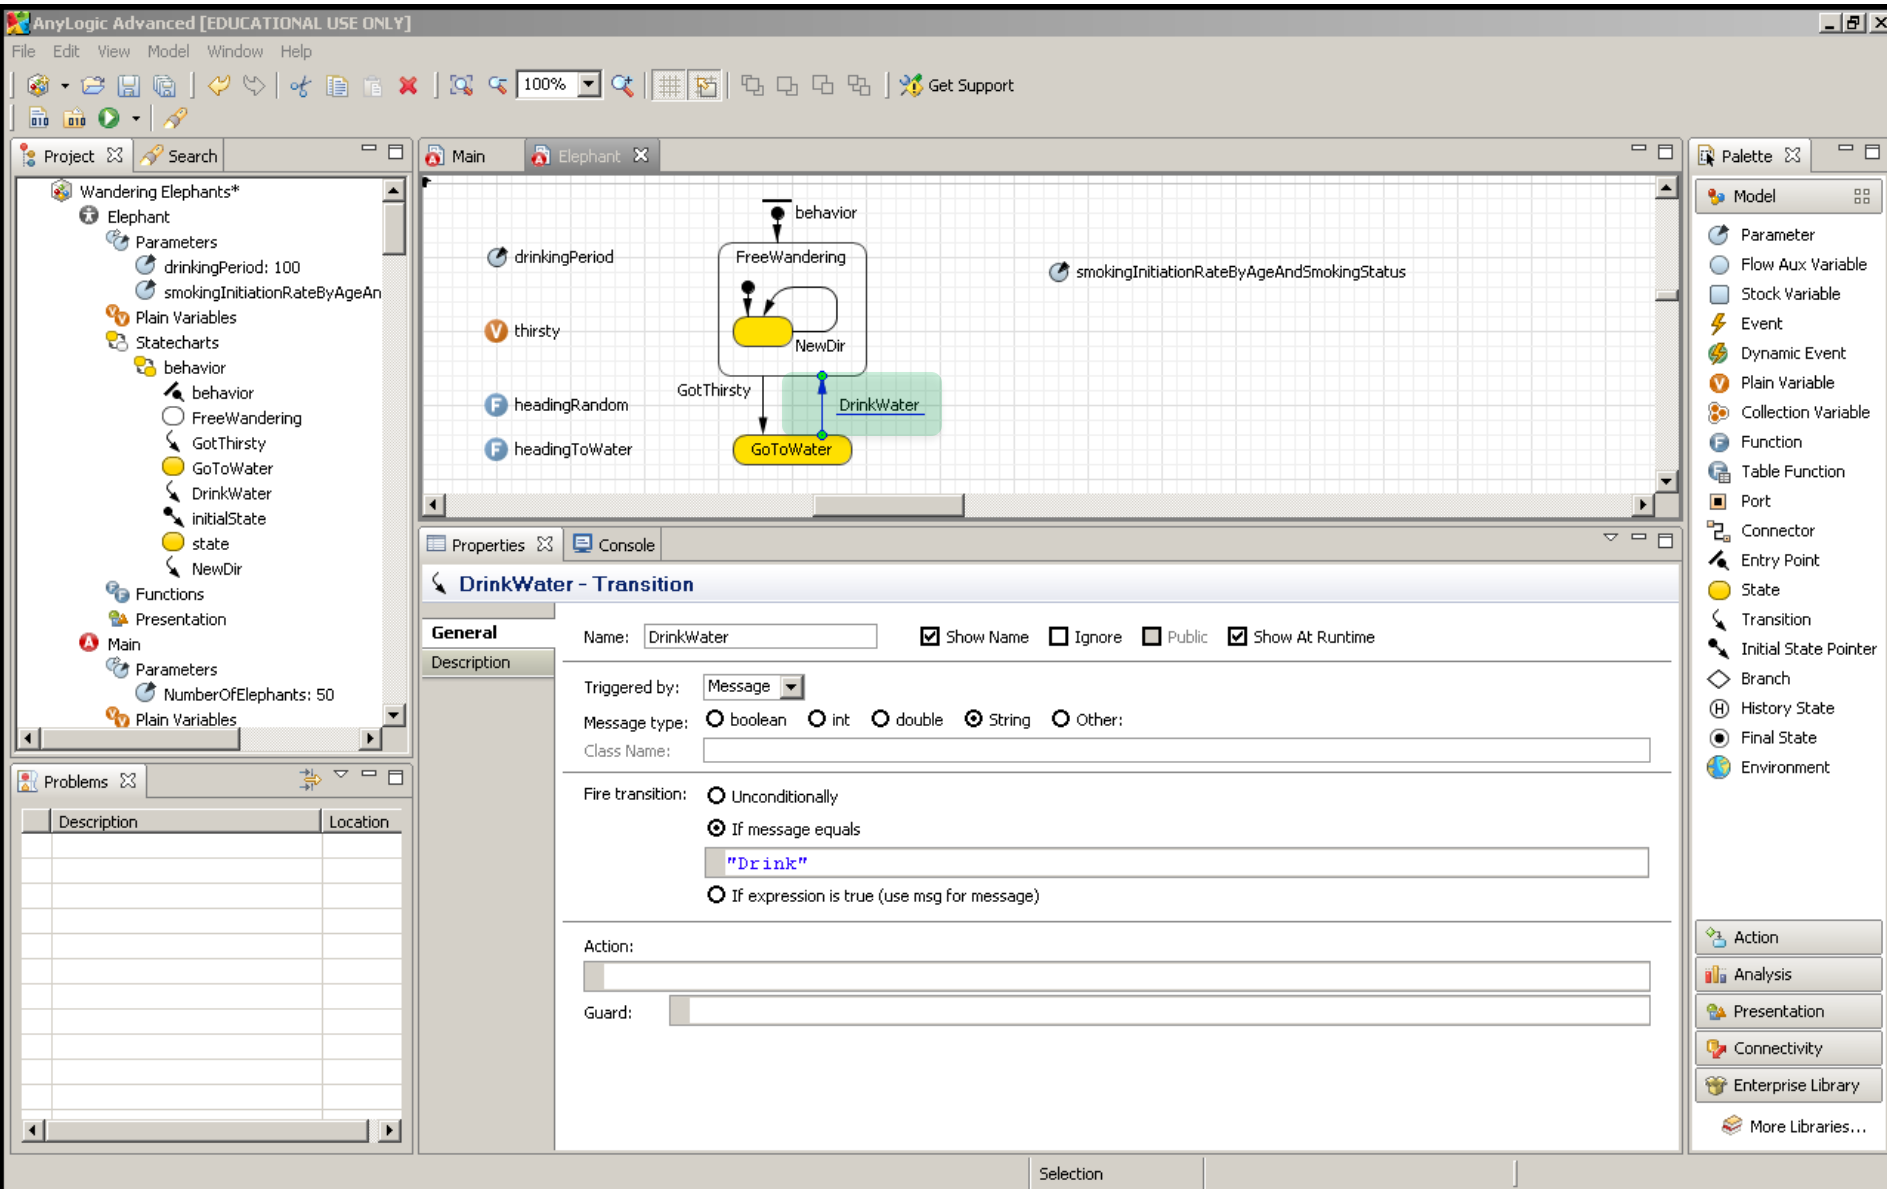 AnyLogic Advanced [EDUCATIONAL USE ONLY]
File Edit View Model Window Help
100% Get Support
Project Search
Wandering Elephants*
Elephant
Parameters
drinkingPeriod: 100
smokingInitiationRateByAgeAn
Plain Variables
Statecharts
behavior
behavior
FreeWandering
GotThirsty
GoToWater
DrinkWater
initialState
state
NewDir
Functions
Presentation
Main
Parameters
NumberOfElephants: 50
Plain Variables
Problems
Description Location
Main Elephant
behavior
drinkingPeriod
FreeWandering
smokingInitiationRateByAgeAndSmokingStatus
thirsty
NewDir
GotThirsty
headingRandom
DrinkWater
headingToWater
GoToWater
Properties Console
DrinkWater - Transition
General
Description
Name: DrinkWater Show Name Ignore Public Show At Runtime
Triggered by: Message
Message type: boolean int double String Other:
Class Name:
Fire transition: Unconditionally
If message equals
"Drink"
If expression is true (use msg for message)
Action:
Guard:
Palette
Model
Parameter
Flow Aux Variable
Stock Variable
Event
Dynamic Event
Plain Variable
Collection Variable
Function
Table Function
Port
Connector
Entry Point
State
Transition
Initial State Pointer
Branch
History State
Final State
Environment
Action
Analysis
Presentation
Connectivity
Enterprise Library
More Libraries...
Selection